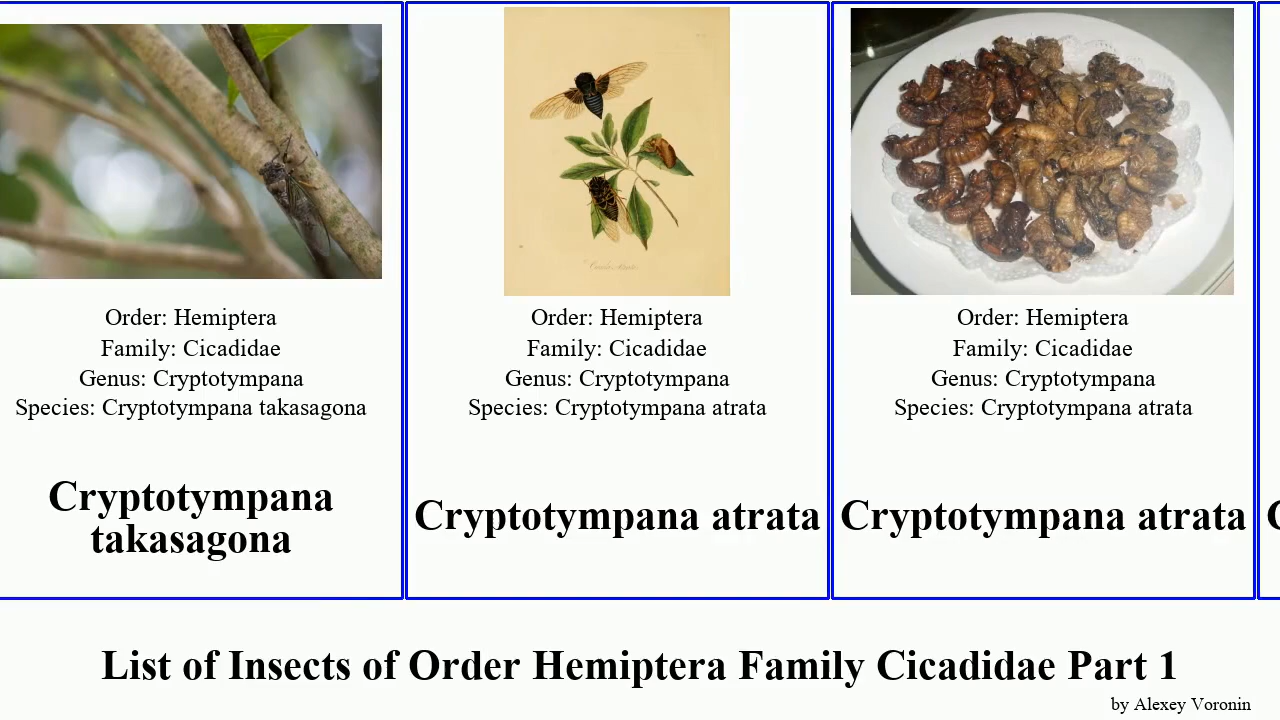 Order: Hemiptera
Family: Cicadidae
Genus: Cryptotympana
Species: Cryptotympana takasagona
Cryptotympana
takasagona
Order: Hemiptera
Family: Cicadidae
Genus: Cryptotympana
Species: Cryptotympana atrata
Cryptotympana atrata
Order: Hemiptera
Family: Cicadidae
Genus: Cryptotympana
Species: Cryptotympana atrata
Cryptotympana atrata
C
List of Insects of Order Hemiptera Family Cicadidae Part 1
by Alexey Voronin